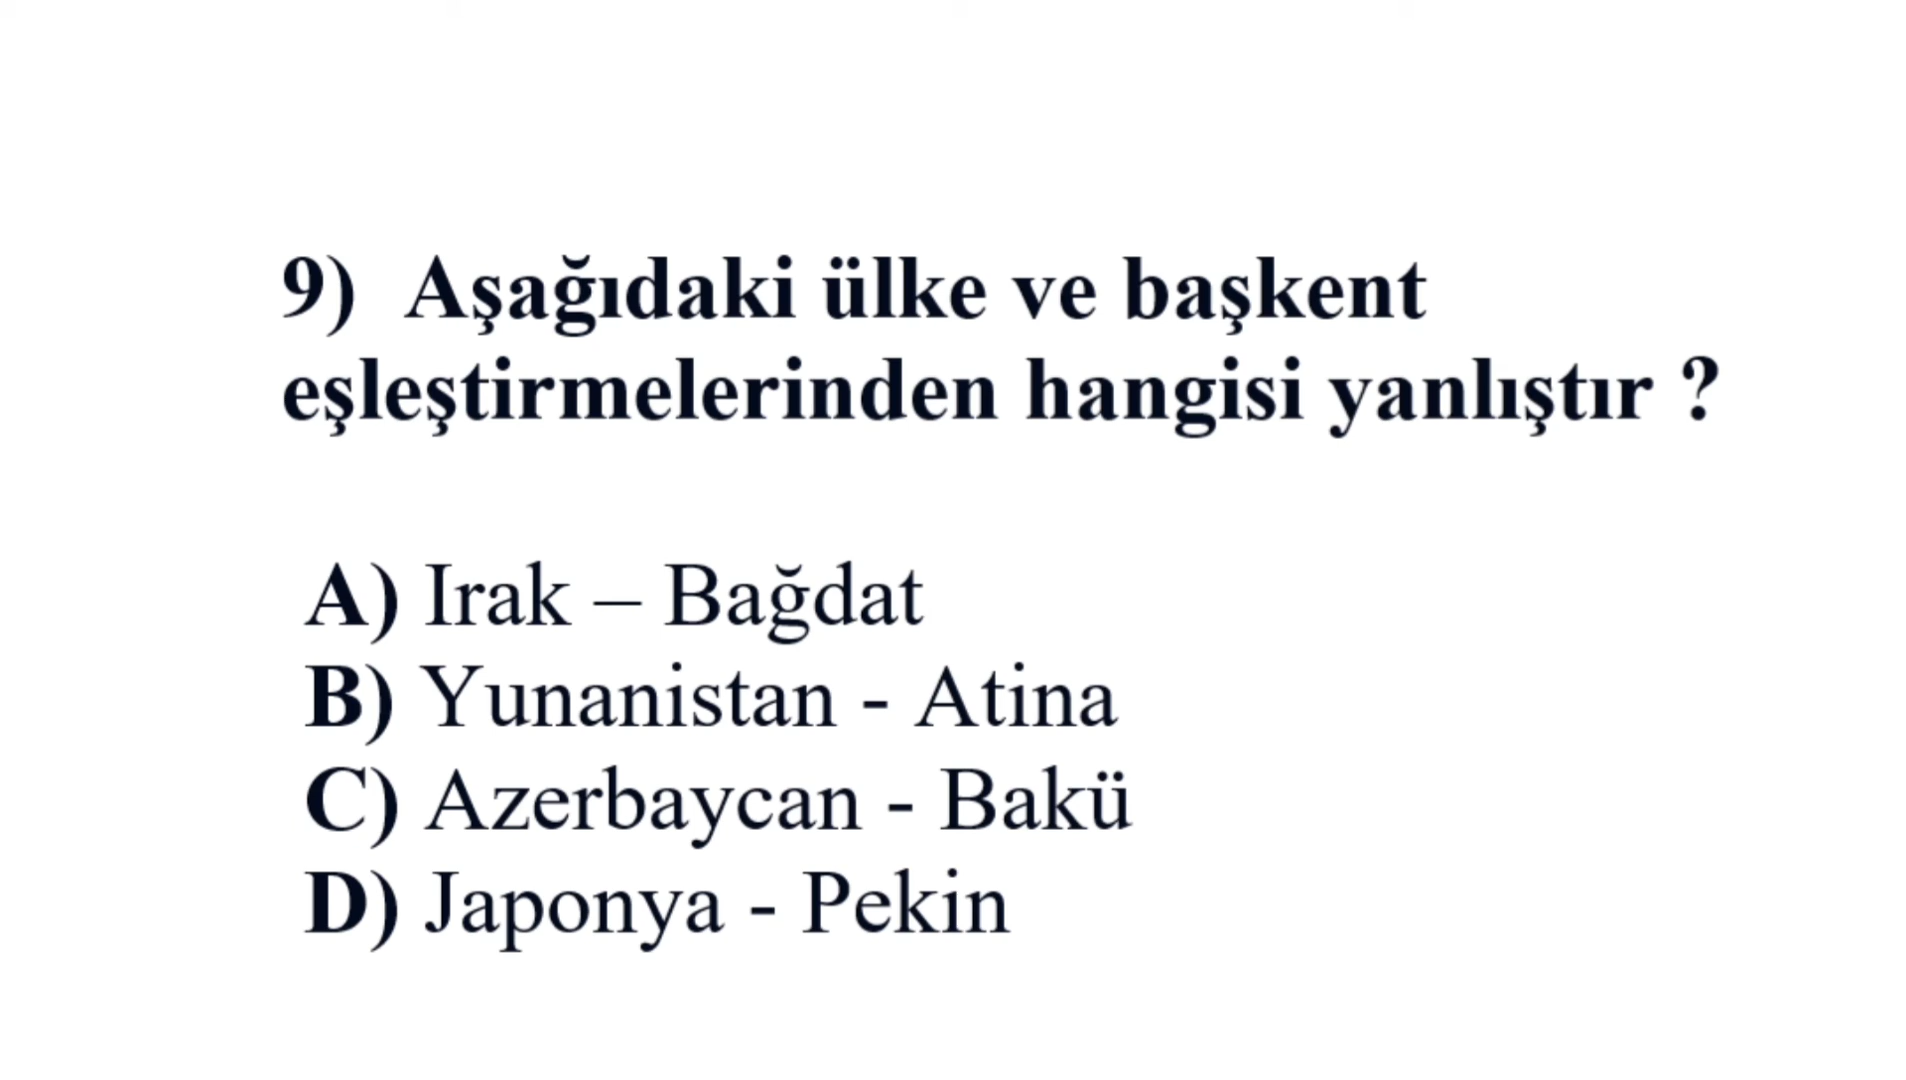 9) Aşağıdaki ülke ve başkent
eşleştirmelerinden hangisi yanlıştır ?
A) Irak – Bağdat
B) Yunanistan - Atina
C) Azerbaycan - Bakü
D) Japonya - Pekin